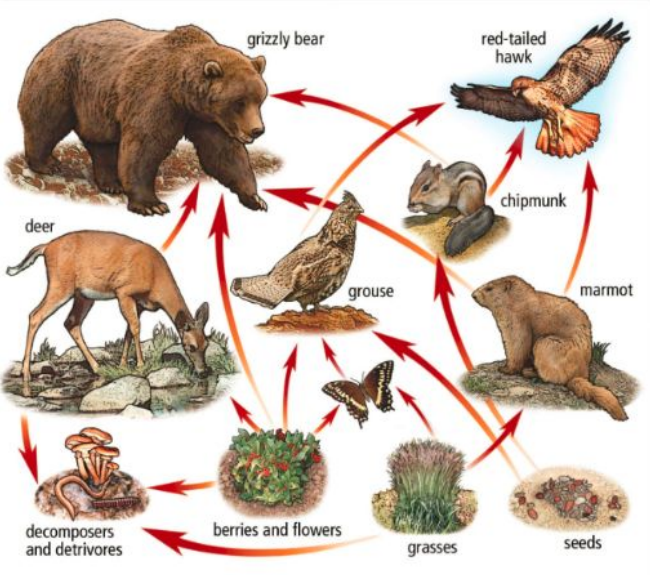 grizzly bear
red-tailed
hawk
chipmunk
deer
grouse
marmot
decomposers
and detrivores
berries and flowers
grasses
seeds